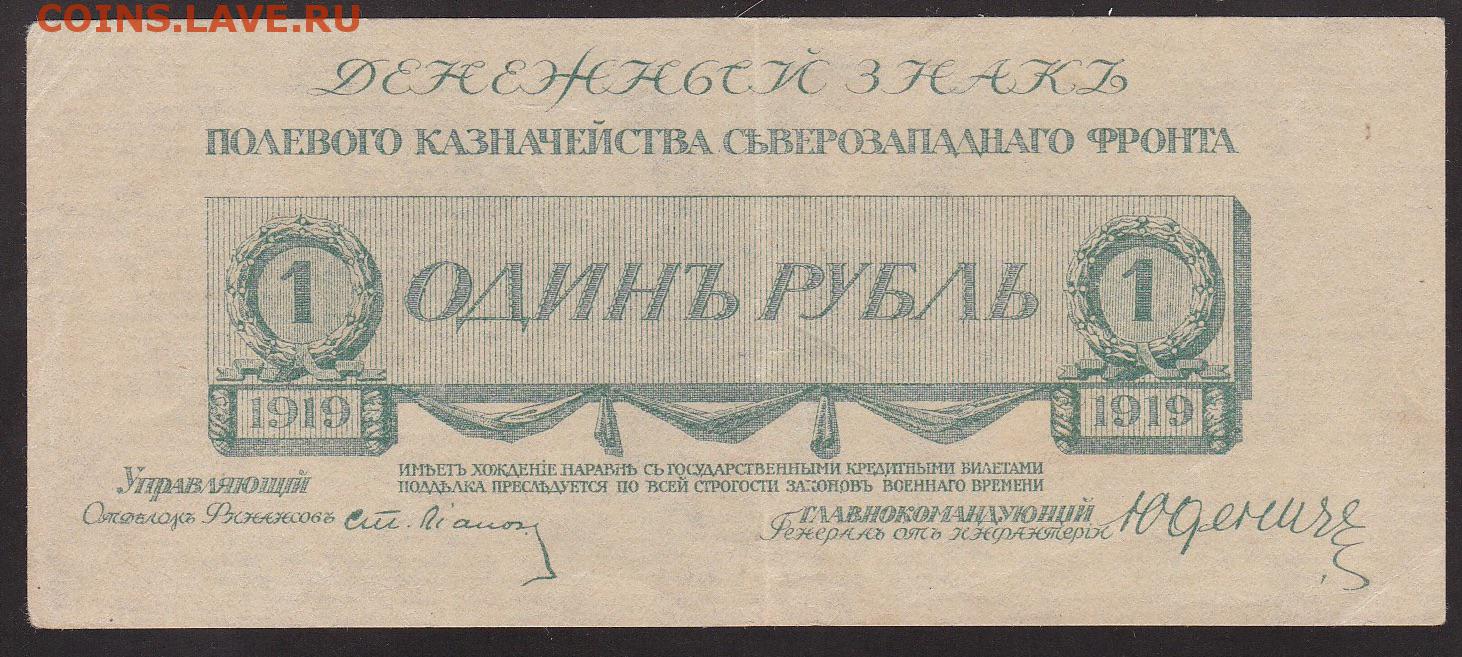 COINS.LAVE.RU
ДЕНЕЖНЫЙ ЗНАКЪ
ПОЛЕВОГО КАЗНАЧЕЙСТВА СѢВЕРОЗАПАДНАГО ФРОНТА
1 ОДИНЪ РУБЛЬ 1
1919 1919
ИМѢЕТЪ ХОЖДЕНІЕ НАРАВНѢ СЪ ГОСУДАРСТВЕННЫМИ КРЕДИТНЫМИ БИЛЕТАМИ
ПОДДѢЛКА ПРЕСЛѢДУЕТСЯ ПО ВСЕЙ СТРОГОСТИ ЗАКОНОВЪ ВОЕННАГО ВРЕМЕНИ
УПРАВЛЯЮЩІЙ
ОТДѢЛОМЪ ФИНАНСОВЪ
ГЛАВНОКОМАНДУЮЩІЙ
ГЕНЕРАЛЪ ОТЪ ИНФАНТЕРІИ Юденичъ